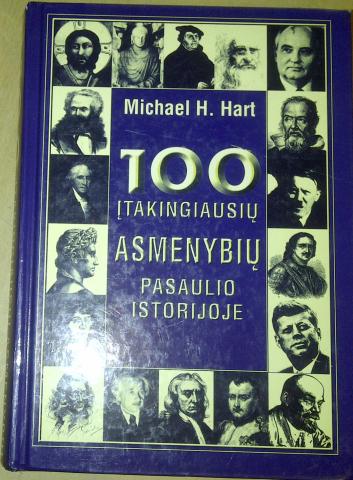 Michael H. Hart
100
ĮTAKINGIAUSIŲ
ASMENYBIŲ
PASAULIO
ISTORIJOJE